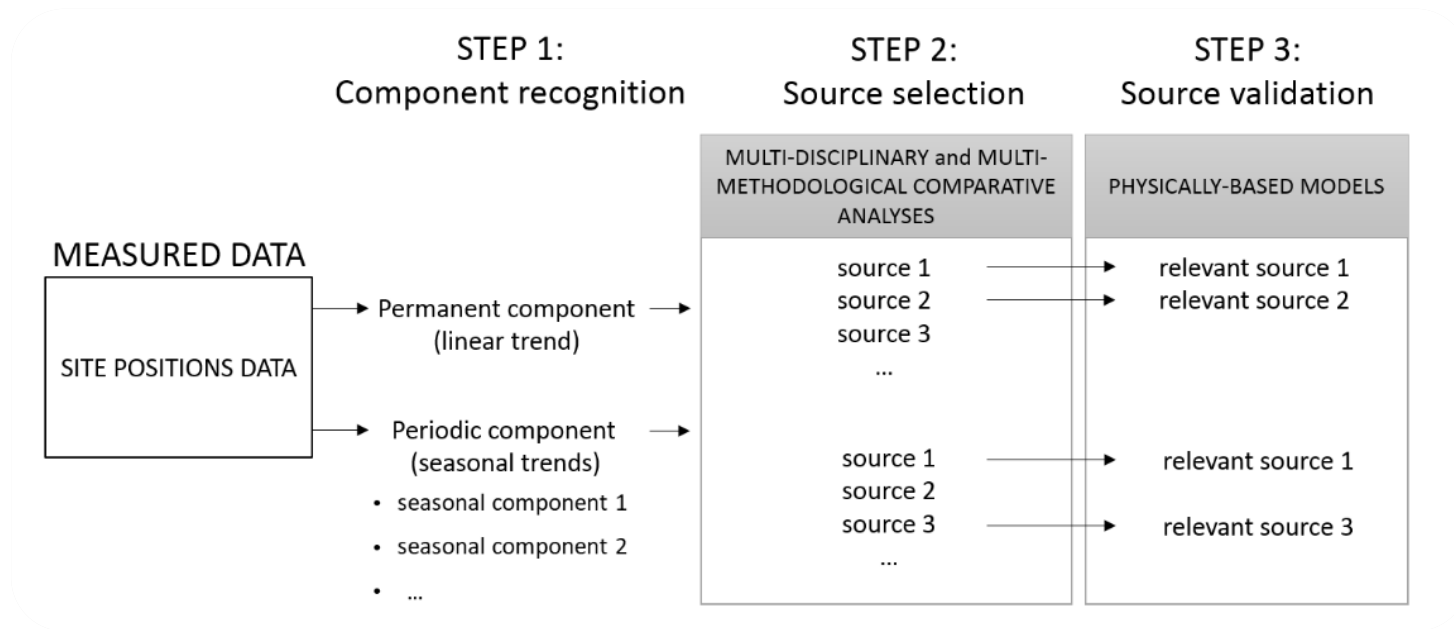 STEP 1:
Component recognition
STEP 2:
Source selection
STEP 3:
Source validation
MULTI-DISCIPLINARY and MULTI-
METHODOLOGICAL COMPARATIVE
ANALYSES
PHYSICALLY-BASED MODELS
MEASURED DATA
SITE POSITIONS DATA
Permanent component
(linear trend)
source 1
source 2
source 3
...
relevant source 1
relevant source 2
Periodic component
(seasonal trends)
• seasonal component 1
• seasonal component 2
• ...
source 1
source 2
source 3
...
relevant source 1
relevant source 3